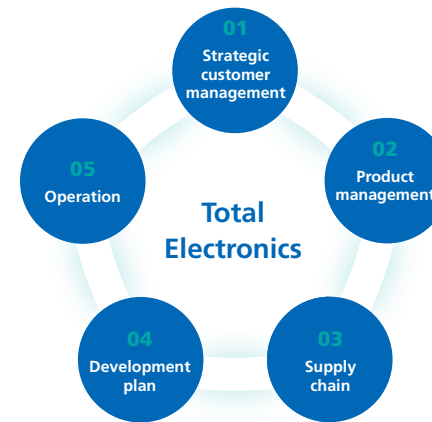 01
Strategic
customer
management
02
Product
management
03
Supply
chain
04
Development
plan
05
Operation
Total
Electronics